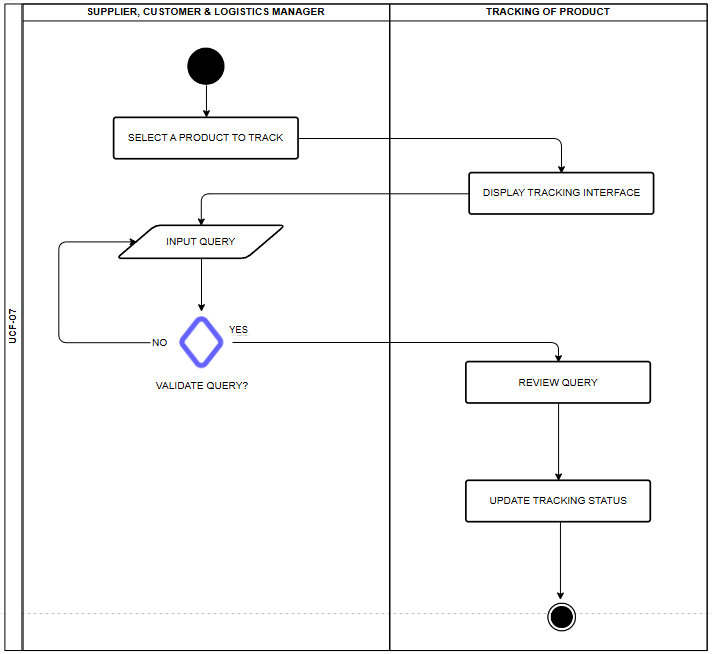 SUPPLIER, CUSTOMER & LOGISTICS MANAGER
TRACKING OF PRODUCT
UCF-07
SELECT A PRODUCT TO TRACK
DISPLAY TRACKING INTERFACE
INPUT QUERY
YES
NO
VALIDATE QUERY?
REVIEW QUERY
UPDATE TRACKING STATUS